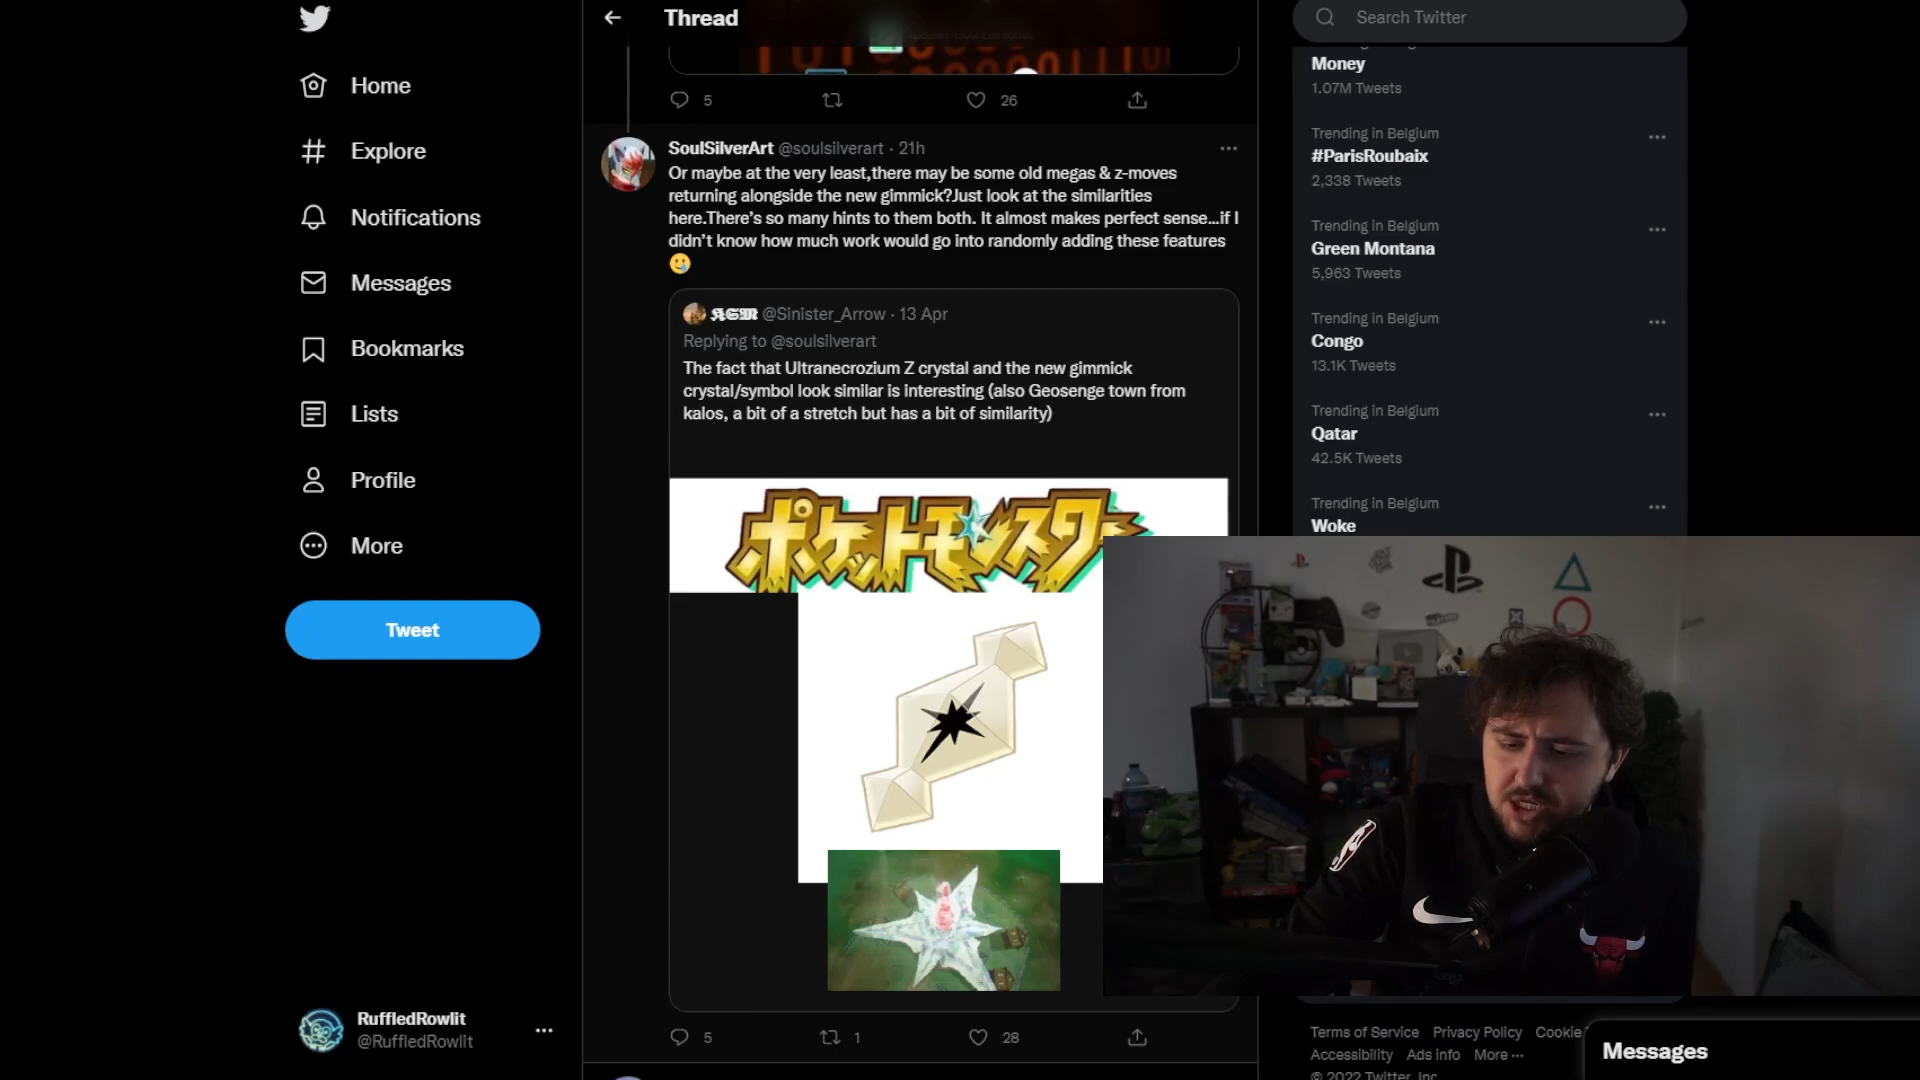 Home
Explore
Notifications
Messages
Bookmarks
Lists
Profile
More
Tweet
RuffledRowlit
@RuffledRowlit
Thread
5
26
SoulSilverArt @soulsilverart · 21h
Or maybe at the very least,there may be some old megas & z-moves
returning alongside the new gimmick?Just look at the similarities
here.There's so many hints to them both. It almost makes perfect sense...if I
didn't know how much work would go into randomly adding these features
@Sinister_Arrow · 13 Apr
Replying to @soulsilverart
The fact that Ultranecrozium Z crystal and the new gimmick
crystal/symbol look similar is interesting (also Geosenge town from
kalos, a bit of a stretch but has a bit of similarity)
ポケットモンスター
5
1
28
Search Twitter
Money
1.07M Tweets
Trending in Belgium
#ParisRoubaix
2,338 Tweets
Trending in Belgium
Green Montana
5,963 Tweets
Trending in Belgium
Congo
13.1K Tweets
Trending in Belgium
Qatar
42.5K Tweets
Trending in Belgium
Woke
Terms of Service Privacy Policy Cookie
Accessibility Ads info More ···
© 2022 Twitter, Inc.
Messages